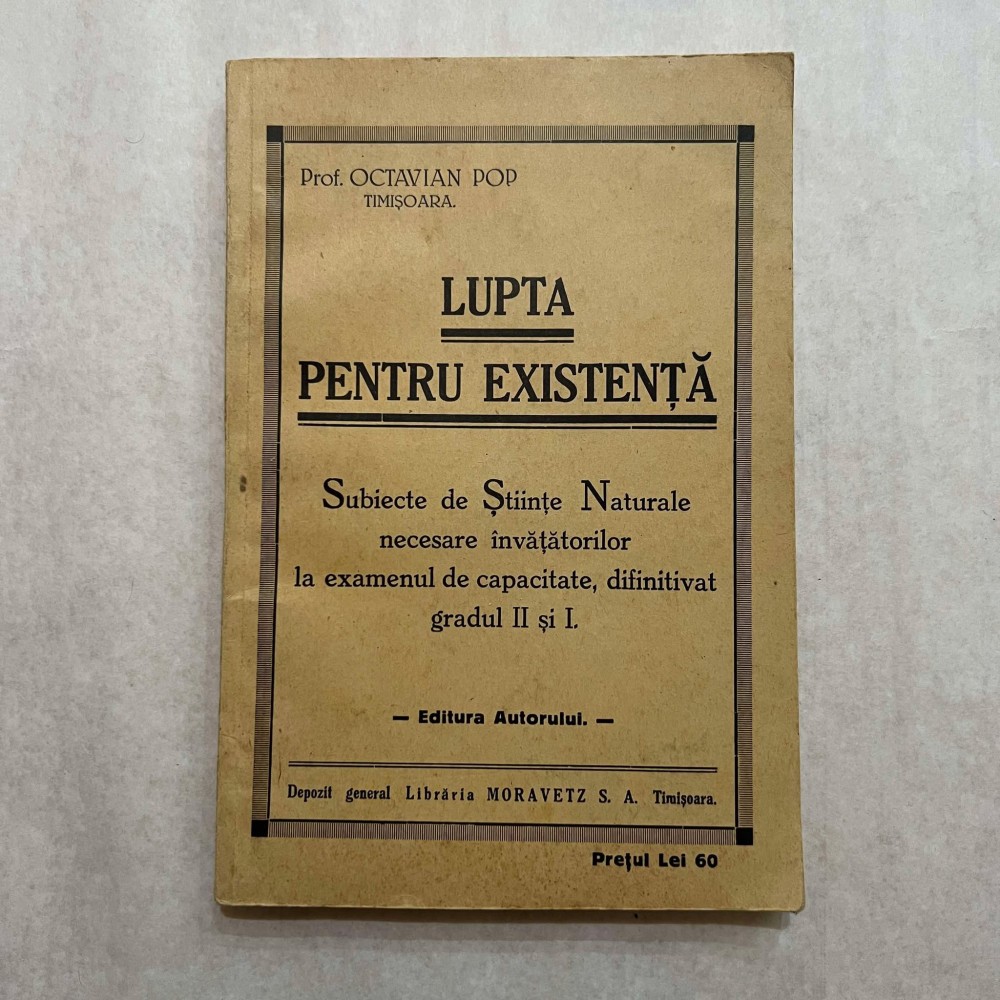 Prof. OCTAVIAN POP
TIMIȘOARA.
LUPTA
PENTRU EXISTENȚĂ
Subiecte de Științe Naturale
necesare învățătorilor
la examenul de capacitate, difinitivat
gradul II și I.
— Editura Autorului. —
Depozit general Librăria MORAVETZ S. A. Timișoara.
Prețul Lei 60